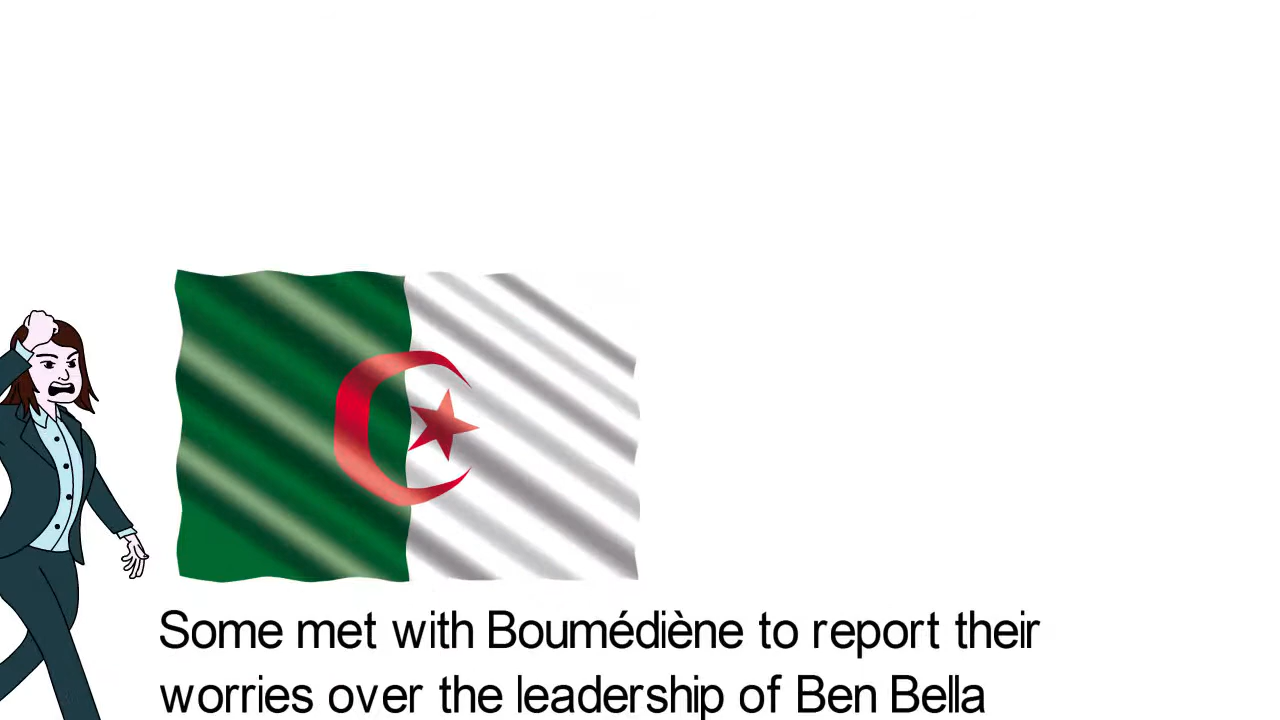 Some met with Boumédiène to report their
worries over the leadership of Ben Bella